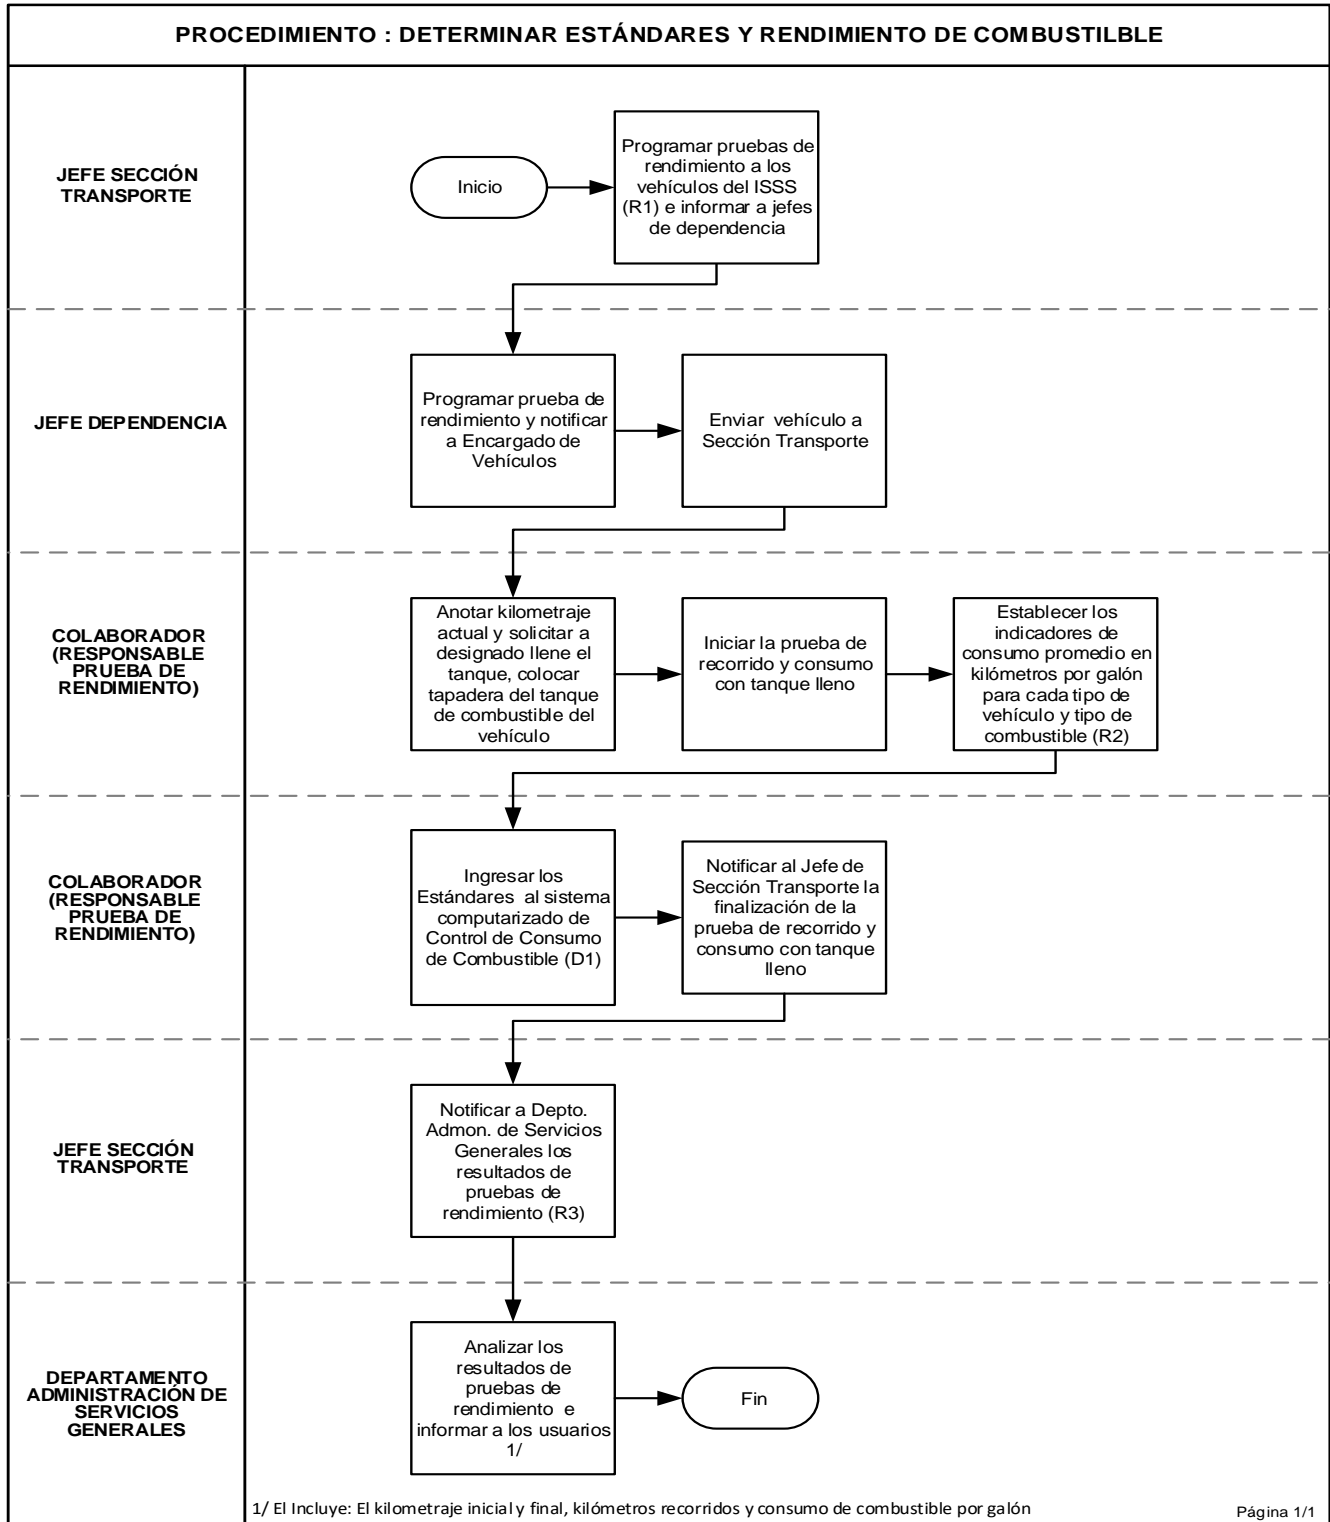 PROCEDIMIENTO : DETERMINAR ESTÁNDARES Y RENDIMIENTO DE COMBUSTILBLE
JEFE SECCIÓN
TRANSPORTE
Inicio
Programar pruebas de
rendimiento a los
vehículos del ISSS
(R1) e informar a jefes
de dependencia
JEFE DEPENDENCIA
Programar prueba de
rendimiento y notificar
a Encargado de
Vehículos
Enviar vehículo a
Sección Transporte
COLABORADOR
(RESPONSABLE
PRUEBA DE
RENDIMIENTO)
Anotar kilometraje
actual y solicitar a
designado llene el
tanque, colocar
tapadera del tanque
de combustible del
vehículo
Iniciar la prueba de
recorrido y consumo
con tanque lleno
Establecer los
indicadores de
consumo promedio en
kilómetros por galón
para cada tipo de
vehículo y tipo de
combustible (R2)
COLABORADOR
(RESPONSABLE
PRUEBA DE
RENDIMIENTO)
Ingresar los
Estándares al sistema
computarizado de
Control de Consumo
de Combustible (D1)
Notificar al Jefe de
Sección Transporte la
finalización de la
prueba de recorrido y
consumo con tanque
lleno
JEFE SECCIÓN
TRANSPORTE
Notificar a Depto.
Admon. de Servicios
Generales los
resultados de
pruebas de
rendimiento (R3)
DEPARTAMENTO
ADMINISTRACIÓN DE
SERVICIOS
GENERALES
Analizar los
resultados de
pruebas de
rendimiento e
informar a los usuarios
1/
Fin
1/ El Incluye: El kilometraje inicial y final, kilómetros recorridos y consumo de combustible por galón
Página 1/1